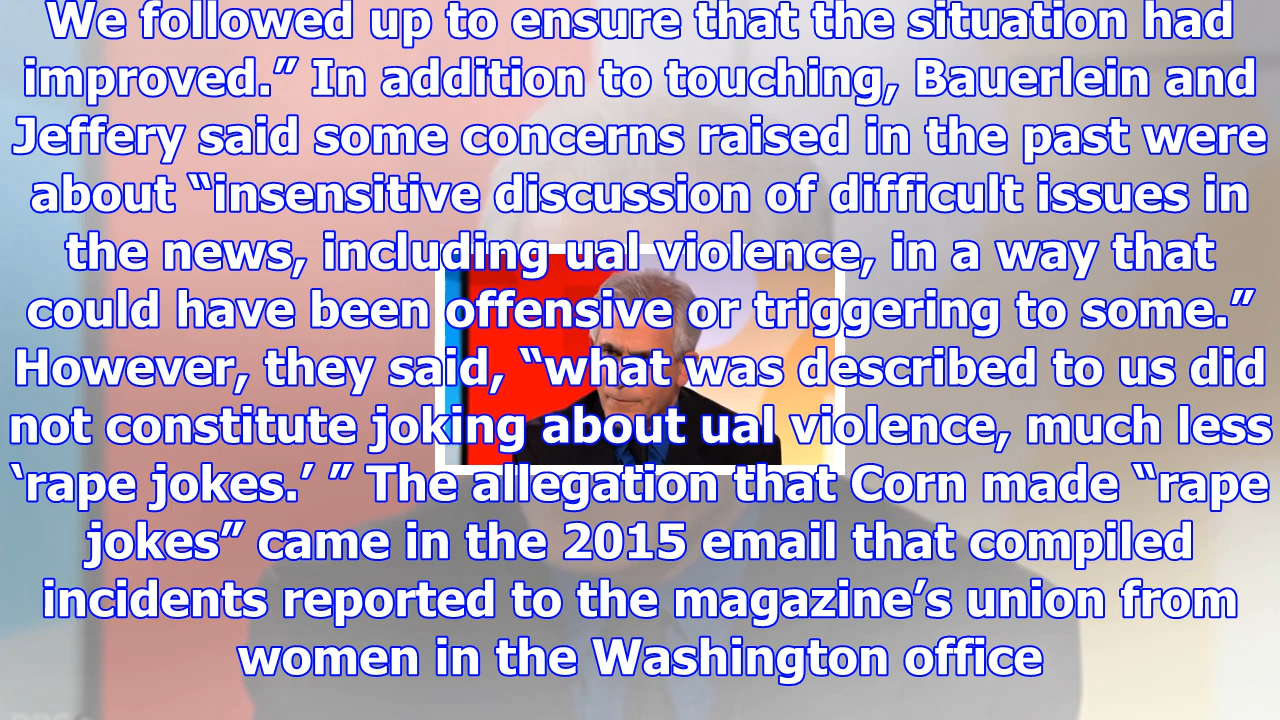 We followed up to ensure that the situation had
improved.” In addition to touching, Bauerlein and
Jeffery said some concerns raised in the past were
about “insensitive discussion of difficult issues in
the news, including ual violence, in a way that
could have been offensive or triggering to some.”
However, they said, “what was described to us did
not constitute joking about ual violence, much less
‘rape jokes.’ ” The allegation that Corn made “rape
jokes” came in the 2015 email that compiled
incidents reported to the magazine’s union from
women in the Washington office